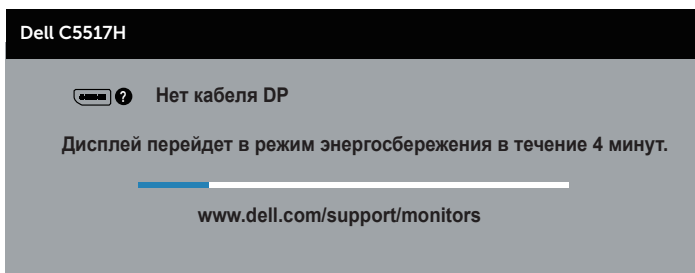 Dell C5517H
? Нет кабеля DP
Дисплей перейдет в режим энергосбережения в течение 4 минут.
www.dell.com/support/monitors